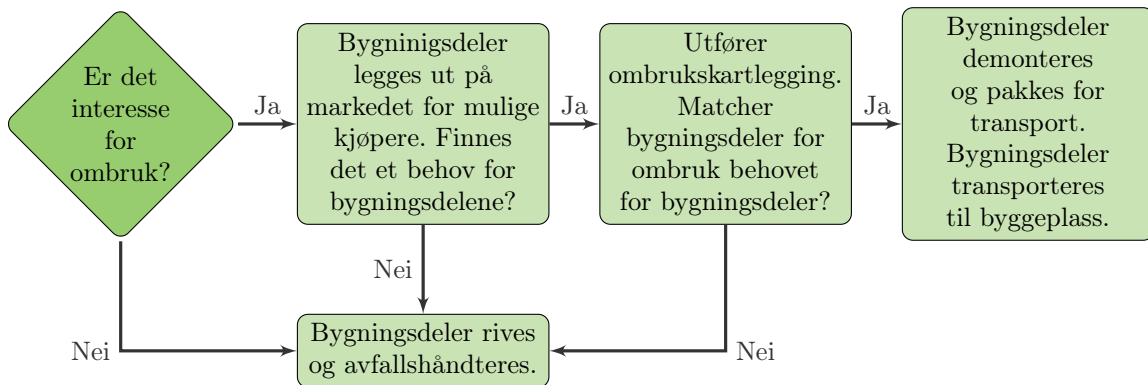 Er det
interesse
for
ombruk?
Ja
Bygninigsdeler
legges ut på
markedet for mulige
kjøpere. Finnes
det et behov for
bygningsdelene?
Ja
Utfører
ombrukskartlegging.
Matcher
bygningsdeler for
ombruk behovet
for bygningsdeler?
Ja
Bygningsdeler
demonteres
og pakkes for
transport.
Bygningsdeler
transporteres
til byggeplass.
Nei
Nei
Bygningsdeler rives
og avfallshåndteres.
Nei